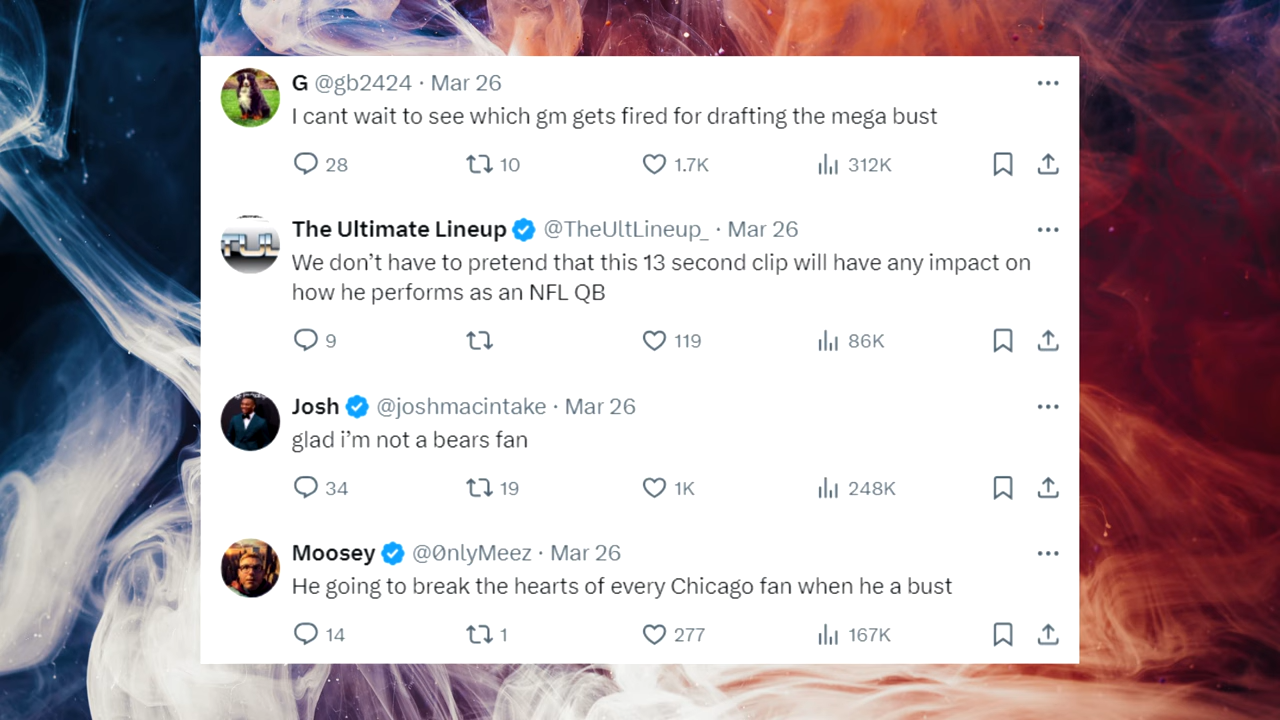 G @gb2424 · Mar 26
I cant wait to see which gm gets fired for drafting the mega bust
28 10 1.7K 312K
TUL
The Ultimate Lineup @TheUltLineup_ · Mar 26
We don’t have to pretend that this 13 second clip will have any impact on
how he performs as an NFL QB
9 119 86K
Josh @joshmacintake · Mar 26
glad i’m not a bears fan
34 19 1K 248K
Moosey @0nlyMeez · Mar 26
He going to break the hearts of every Chicago fan when he a bust
14 1 277 167K